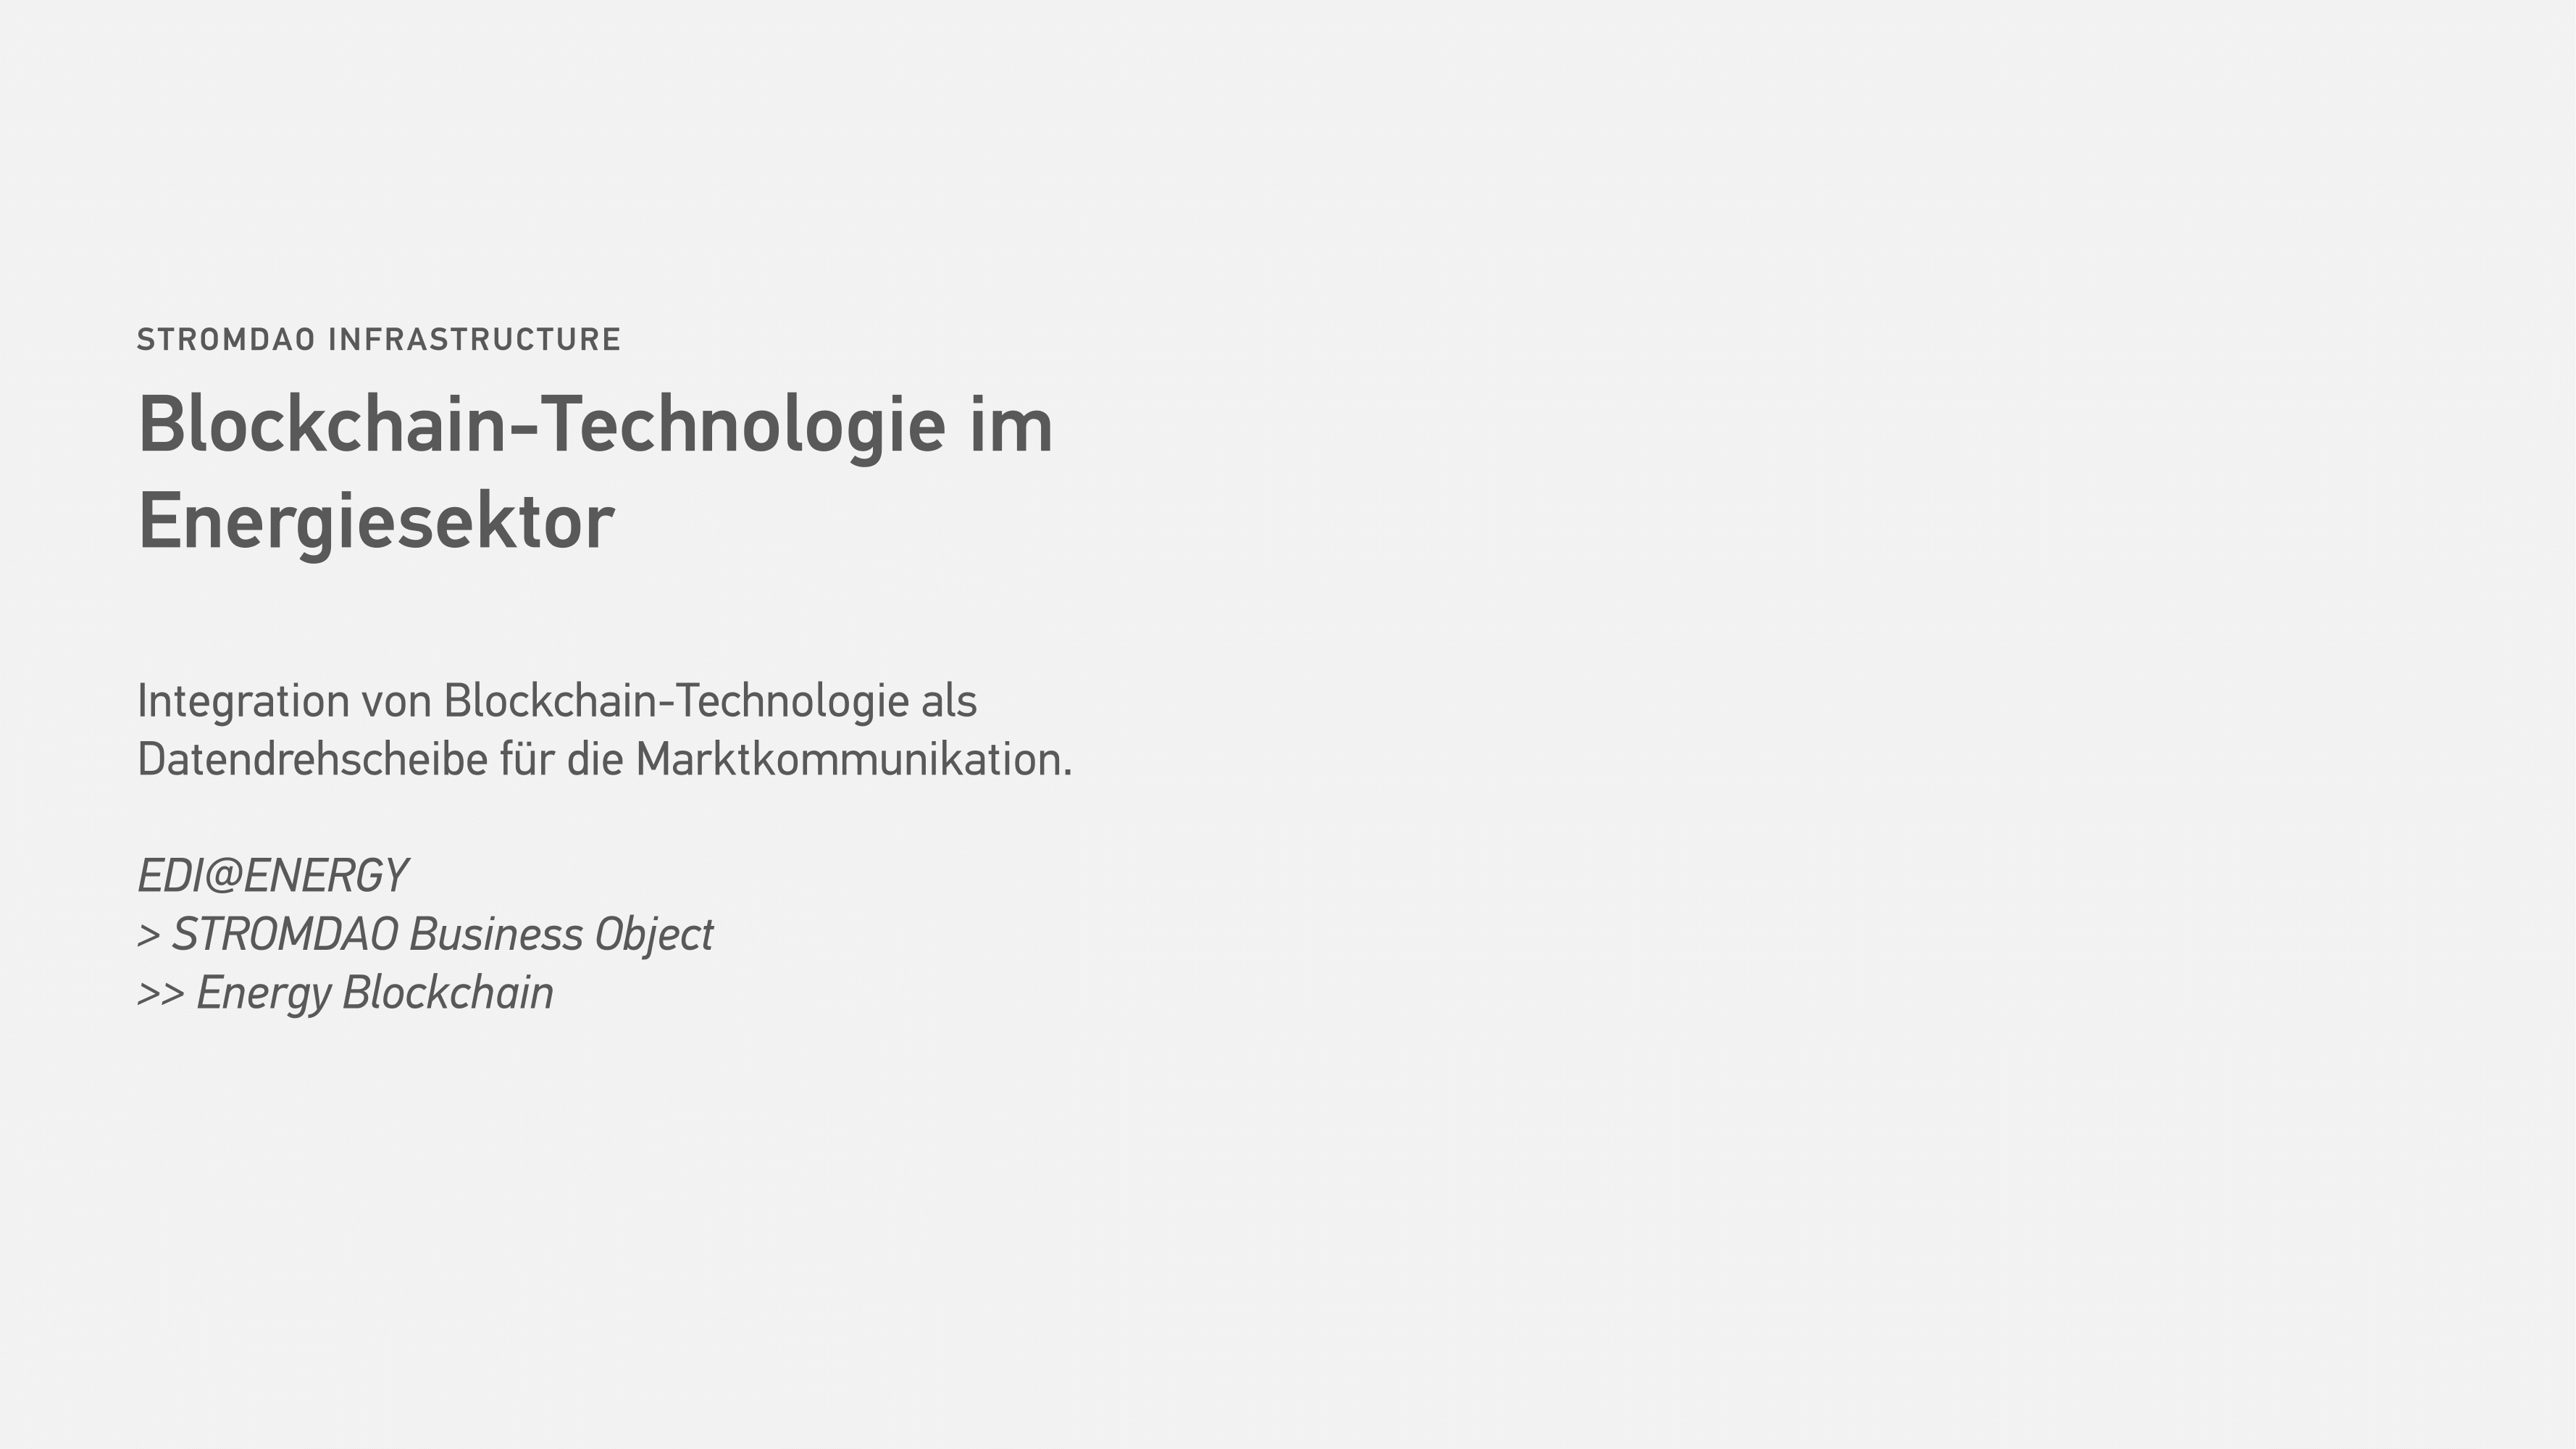 STROMDAO INFRASTRUCTURE
Blockchain-Technologie im
Energiesektor
Integration von Blockchain-Technologie als
Datendrehscheibe für die Marktkommunikation.
EDI@ENERGY
> STROMDAO Business Object
>> Energy Blockchain